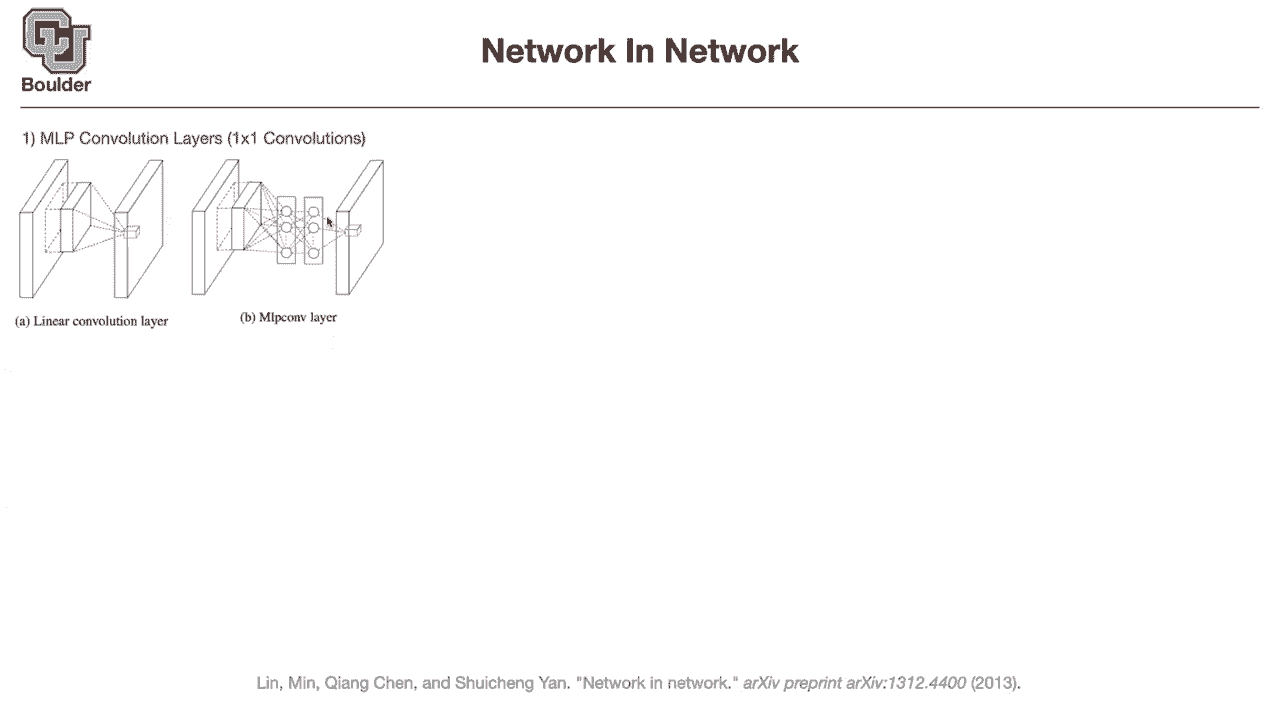 Boulder
Network In Network
1) MLP Convolution Layers (1x1 Convolutions)
(a) Linear convolution layer
(b) Mlpconv layer
Lin, Min, Qiang Chen, and Shuicheng Yan. "Network in network." arXiv preprint arXiv:1312.4400 (2013).